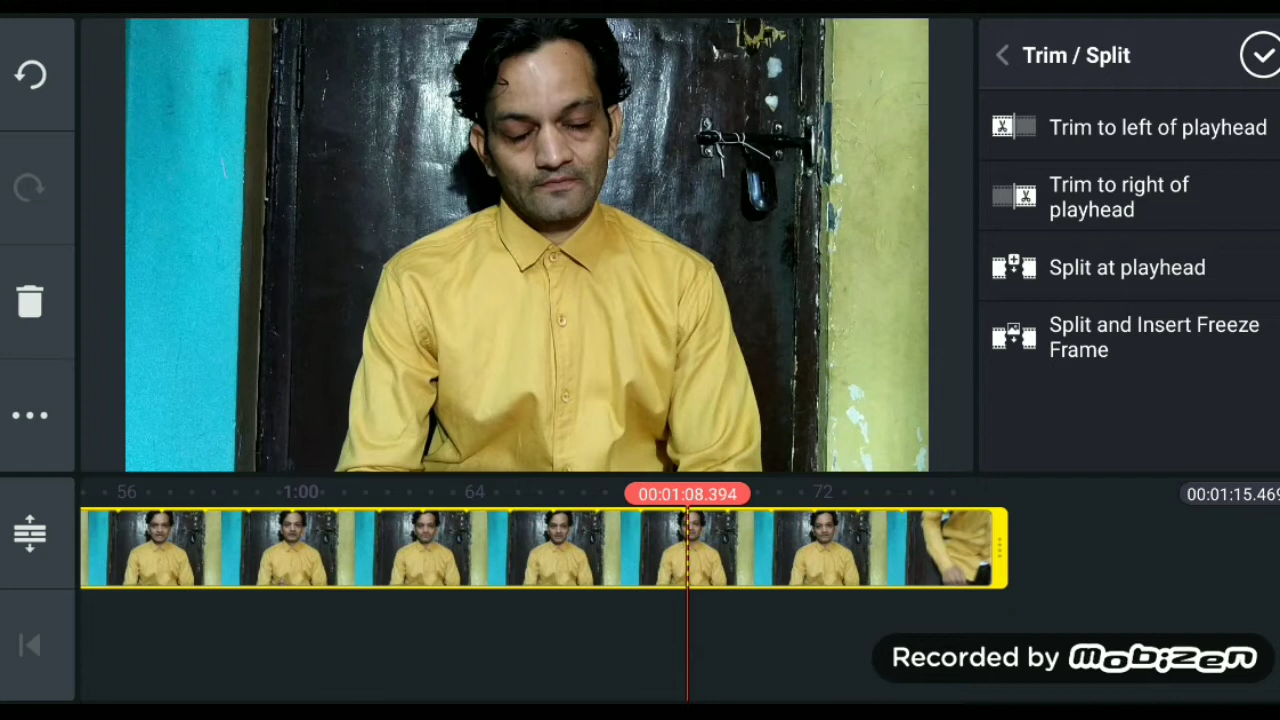 Trim / Split
Trim to left of playhead
Trim to right of
playhead
Split at playhead
Split and Insert Freeze
Frame
56
1:00
64
00:01:08.394
72
00:01:15.469
Recorded by Mobizen